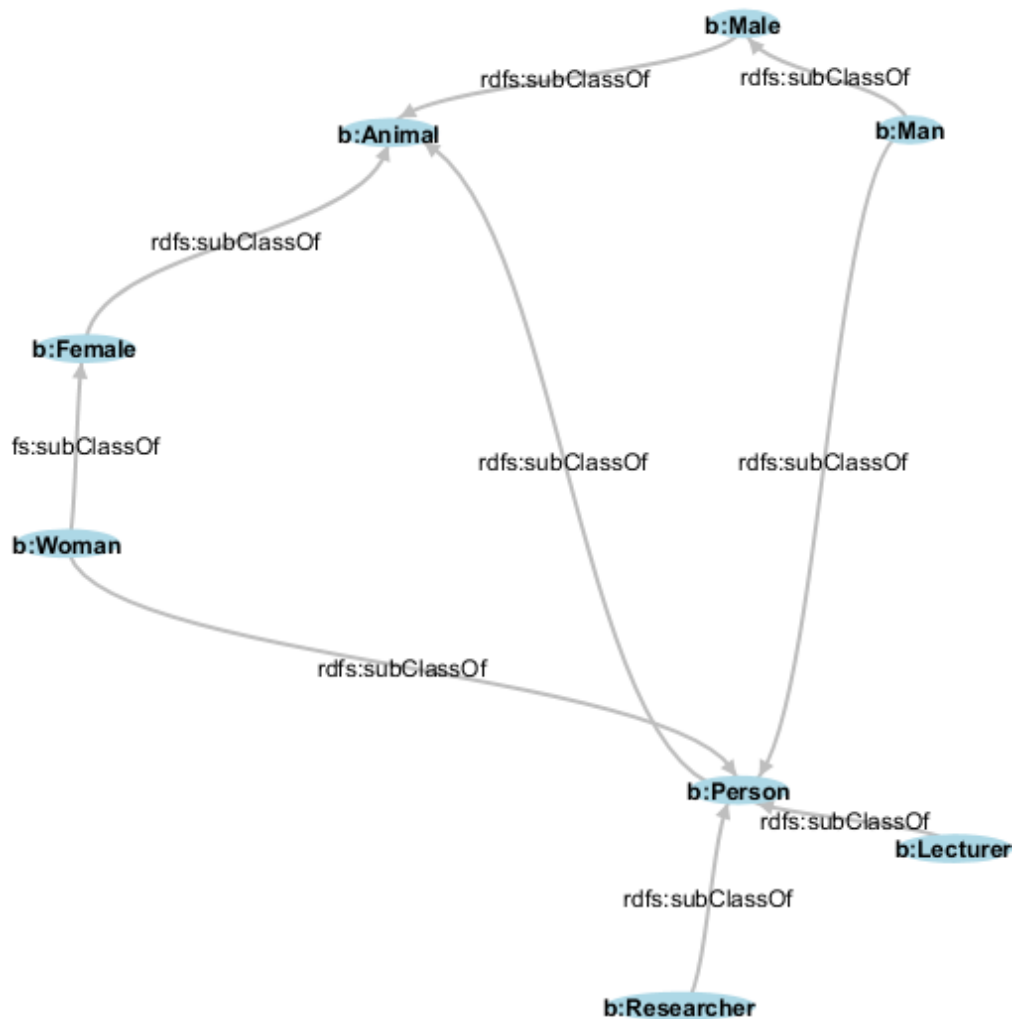 b:Male
rdfs:subClassOf
rdfs:subClassOf
b:Animal
b:Man
rdfs:subClassOf
b:Female
fs:subClassOf
rdfs:subClassOf
rdfs:subClassOf
b:Woman
rdfs:subClassOf
b:Person
rdfs:subClassOf
b:Lecturer
rdfs:subClassOf
b:Researcher